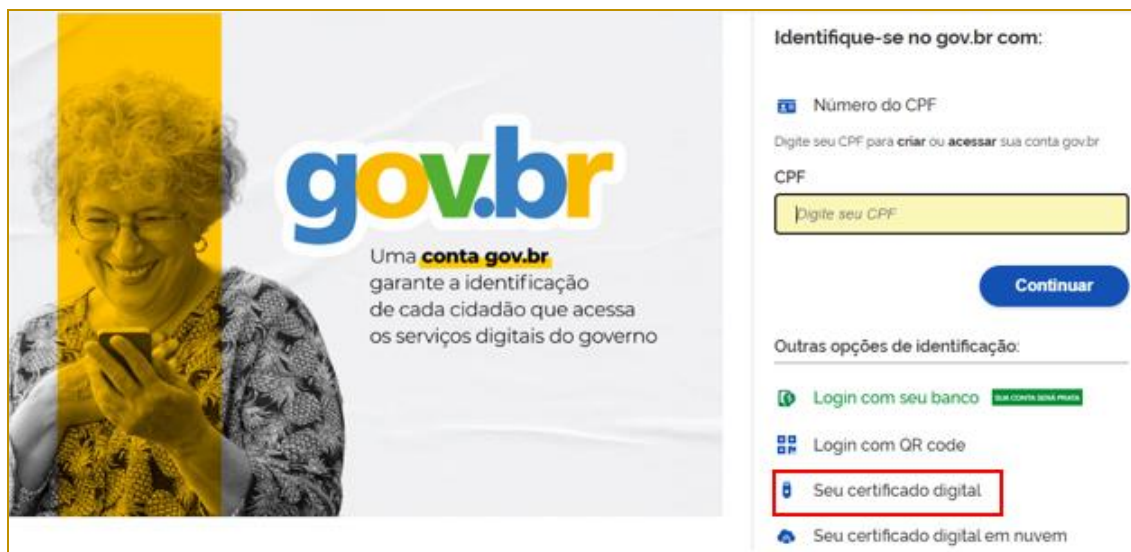 gov.br
Uma conta gov.br
garante a identificação
de cada cidadão que acessa
os serviços digitais do governo
Identifique-se no gov.br com:
Número do CPF
Digite seu CPF para criar ou acessar sua conta gov.br
CPF
Digite seu CPF
Continuar
Outras opções de identificação:
Login com seu banco SUA CONTA SERÁ PRATA
Login com QR code
Seu certificado digital
Seu certificado digital em nuvem